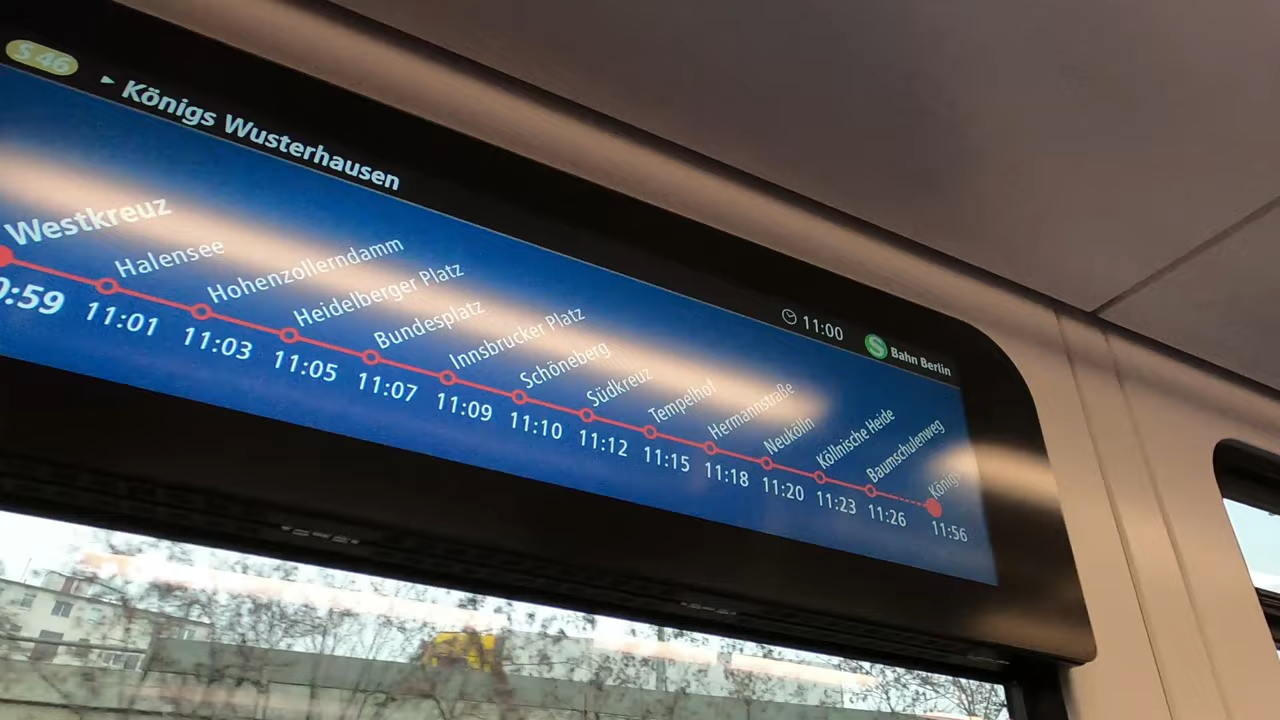 S 46
▸ Königs Wusterhausen
11:00
S Bahn Berlin
Westkreuz
:59
Halensee
11:01
Hohenzollerndamm
11:03
Heidelberger Platz
11:05
Bundesplatz
11:07
Innsbrucker Platz
11:09
Schöneberg
11:10
Südkreuz
11:12
Tempelhof
11:15
Hermannstraße
11:18
Neukölln
11:20
Köllnische Heide
11:23
Baumschulenweg
11:26
Königs
11:56